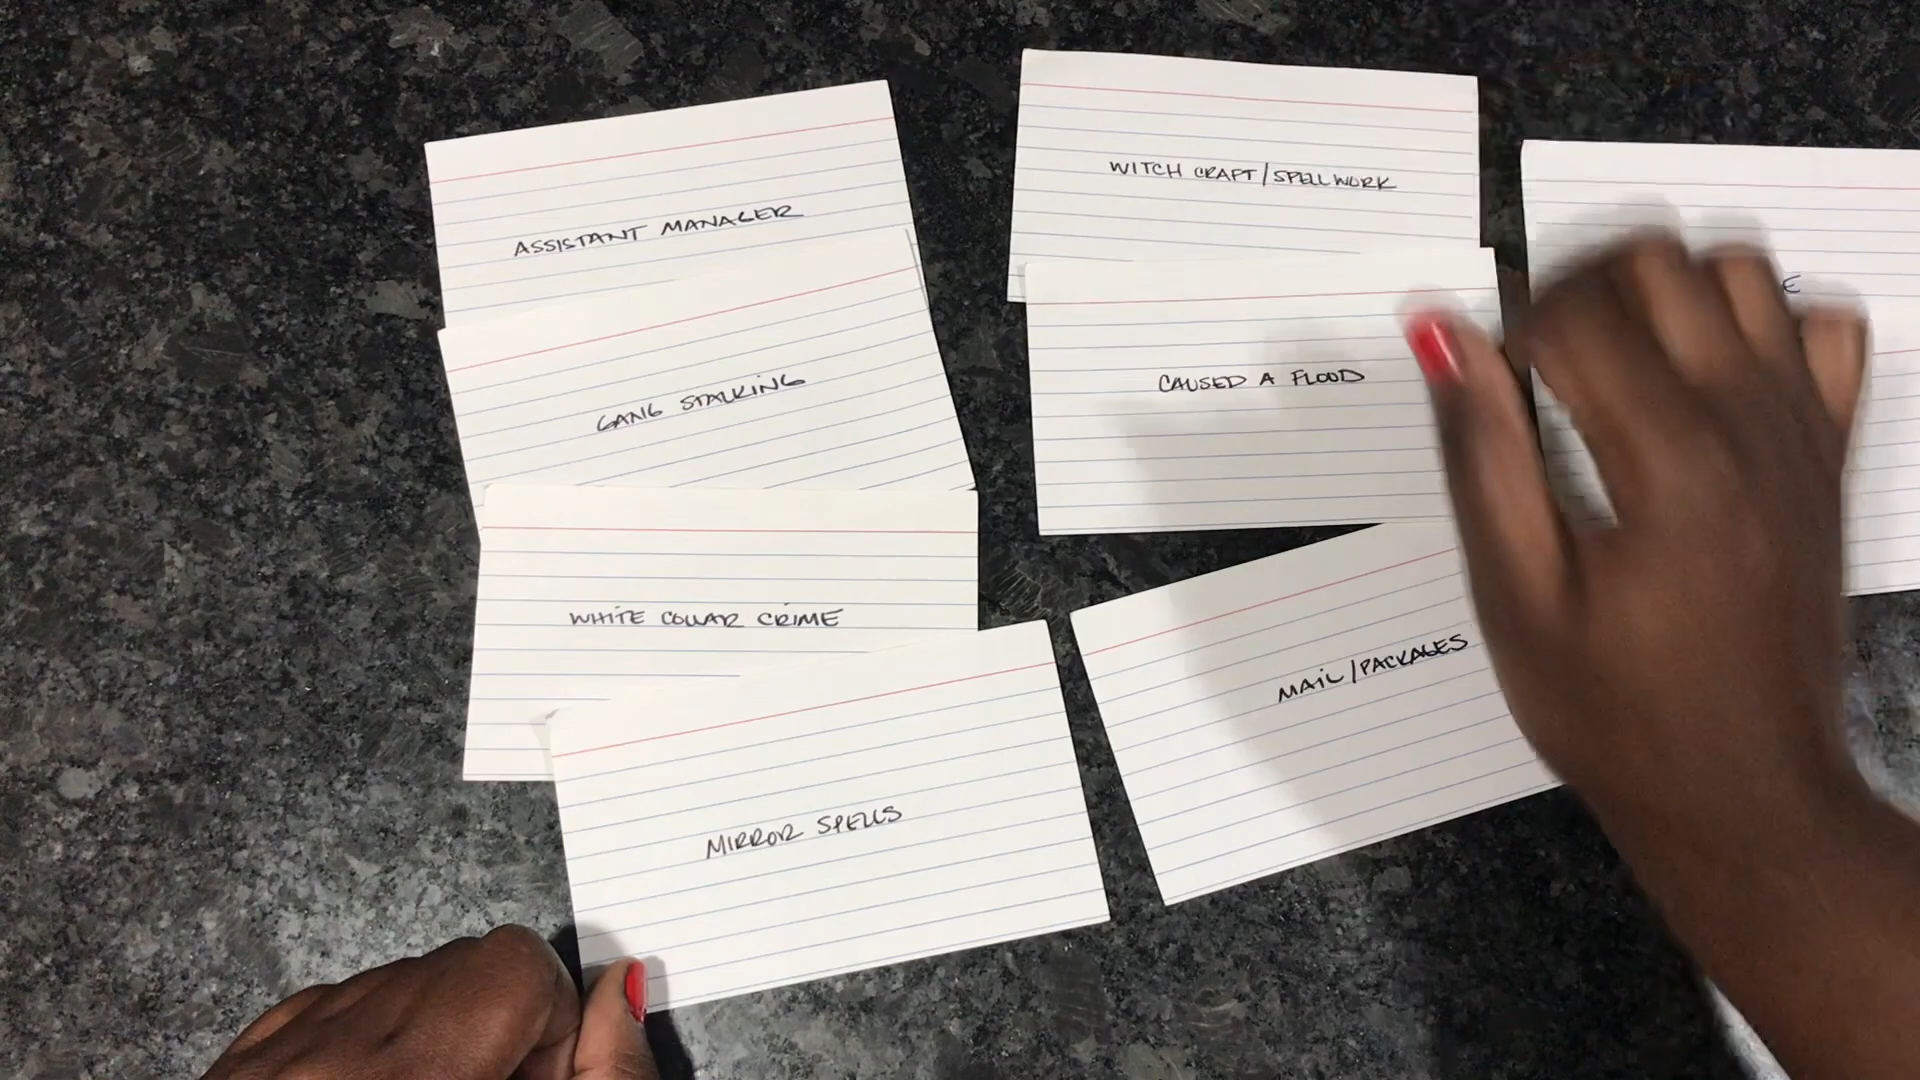 ASSISTANT MANAGER
GANG STALKING
WHITE COLLAR CRIME
MIRROR SPELLS
WITCH CRAFT/SPELLWORK
CAUSED A FLOOD
MAIL/PACKAGES